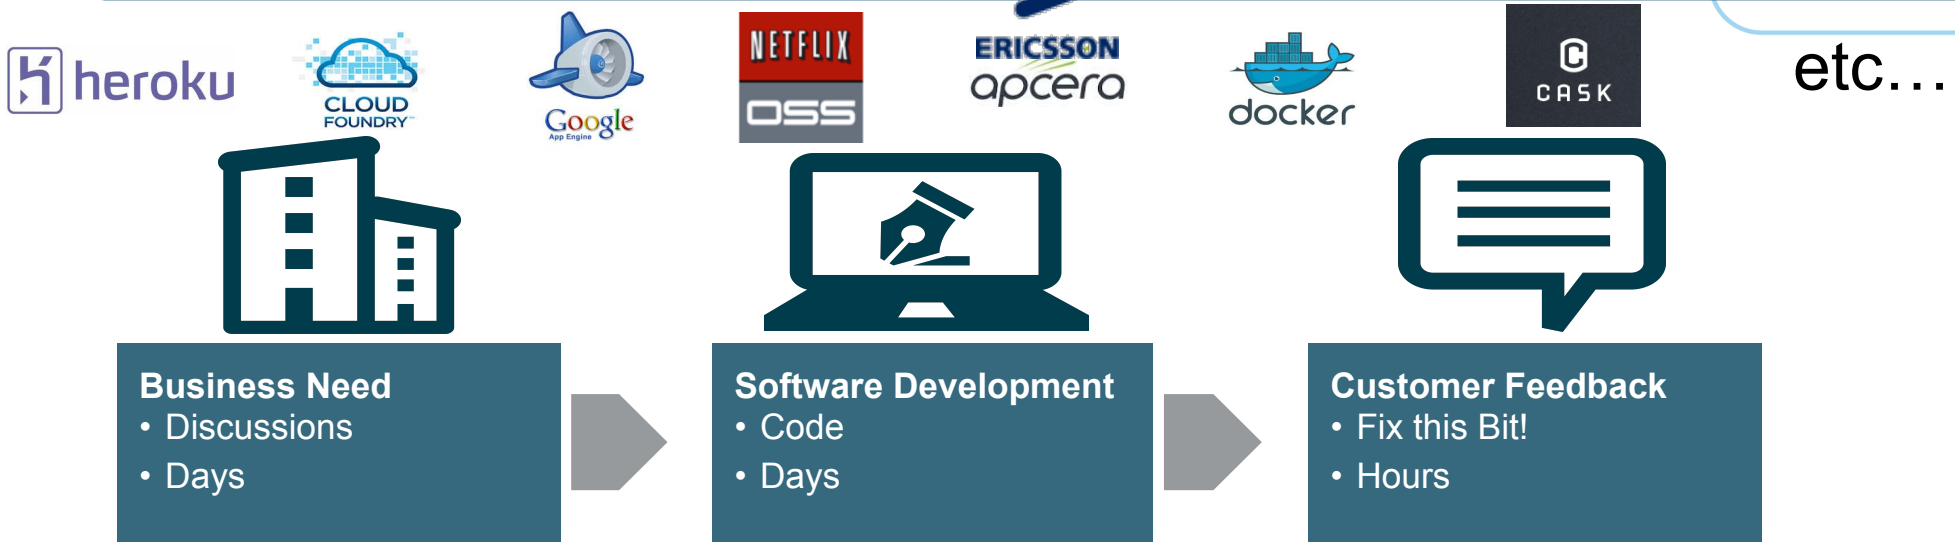 heroku
CLOUD
FOUNDRY
Google
App Engine
NETFLIX
OSS
ERICSSON
apcera
docker
CASK
etc...
Business Need
• Discussions
• Days
Software Development
• Code
• Days
Customer Feedback
• Fix this Bit!
• Hours